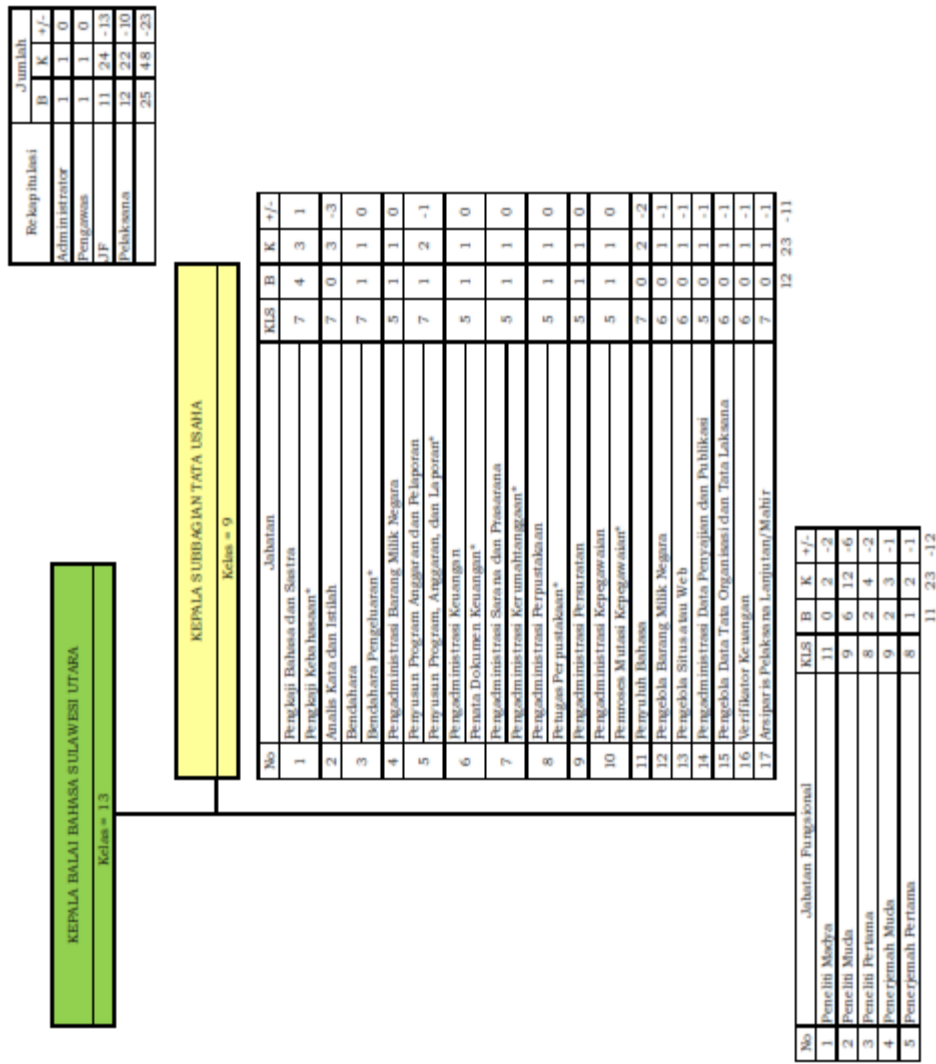 KEPALA BALAI BAHASA SULAWESI UTARA
Kelas = 13
Rekapitulasi Jumlah
B K +/-
Administrator 1 1 0
Pengawas 1 1 0
JF 11 24 -13
Pelaksana 12 22 -10
25 48 -23
KEPALA SUBBAGIAN TATA USAHA
Kelas = 9
No Jabatan KLS B K +/-
1 Pengkaji Bahasa dan Sastra 7 4 3 1
Pengkaji Kebahasaan*
2 Analis Kata dan Istilah 7 0 3 -3
3 Bendahara 7 1 1 0
Bendahara Pengeluaran*
4 Pengadministrasi Barang Milik Negara 5 1 1 0
5 Penyusun Program Anggaran dan Pelaporan 7 1 2 -1
Penyusun Program, Anggaran, dan Laporan*
6 Pengadministrasi Keuangan 5 1 1 0
Penata Dokumen Keuangan*
7 Pengadministrasi Sarana dan Prasarana 5 1 1 0
Pengadministrasi Kerumahtanggaan*
8 Pengadministrasi Perpustakaan 5 1 1 0
Petugas Perpustakaan*
9 Pengadministrasi Persuratan 5 1 1 0
10 Pengadministrasi Kepegawaian 5 1 1 0
Pemroses Mutasi Kepegawaian*
11 Penyuluh Bahasa 7 0 2 -2
12 Pengelola Barang Milik Negara 6 0 1 -1
13 Pengelola Situs atau Web 6 0 1 -1
14 Pengadministrasi Data Penyajian dan Publikasi 5 0 1 -1
15 Pengelola Data Tata Organisasi dan Tata Laksana 6 0 1 -1
16 Verifikator Keuangan 6 0 1 -1
17 Arsiparis Pelaksana Lanjutan/Mahir 7 0 1 -1
12 23 -11
No Jabatan Fungsional KLS B K +/-
1 Peneliti Madya 11 0 2 -2
2 Peneliti Muda 9 6 12 -6
3 Peneliti Pertama 8 2 4 -2
4 Penerjemah Muda 9 2 3 -1
5 Penerjemah Pertama 8 1 2 -1
11 23 -12